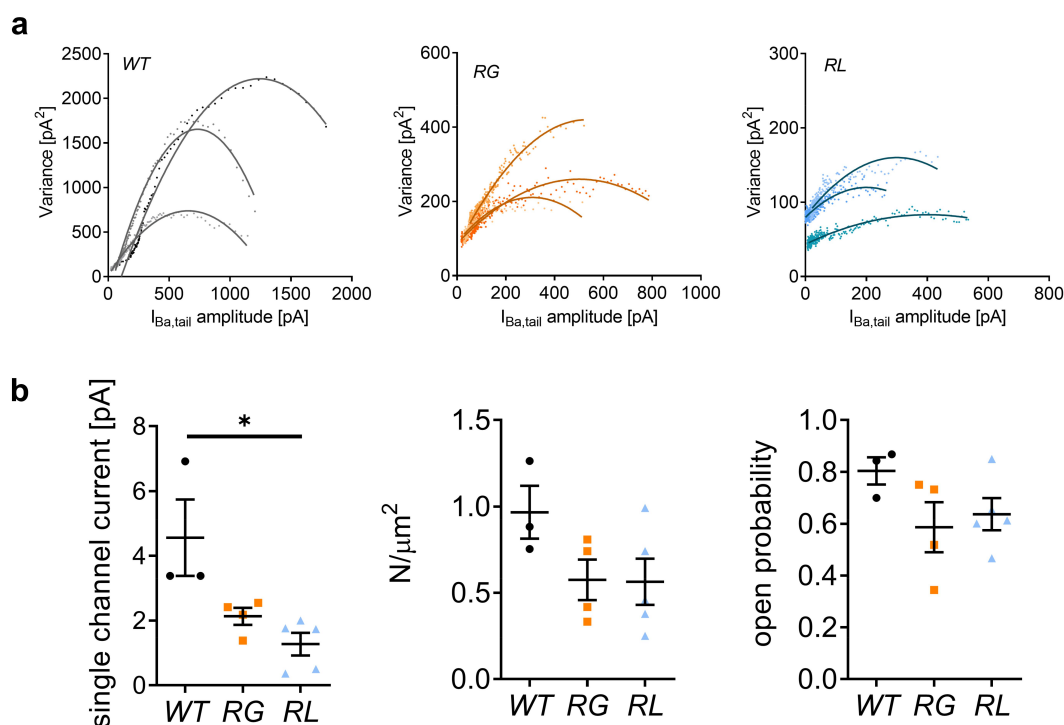 a
WT
Variance [pA²]
2500
2000
1500
1000
500
0
0 500 1000 1500 2000
I_Ba,tail amplitude [pA]
RG
Variance [pA²]
600
400
200
0
0 200 400 600 800 1000
I_Ba,tail amplitude [pA]
RL
Variance [pA²]
300
200
100
0
0 200 400 600 800
I_Ba,tail amplitude [pA]
b
single channel current [pA]
8
6
4
2
0
*
WT RG RL
N/μm²
1.5
1.0
0.5
0.0
WT RG RL
open probability
1.0
0.8
0.6
0.4
0.2
0.0
WT RG RL